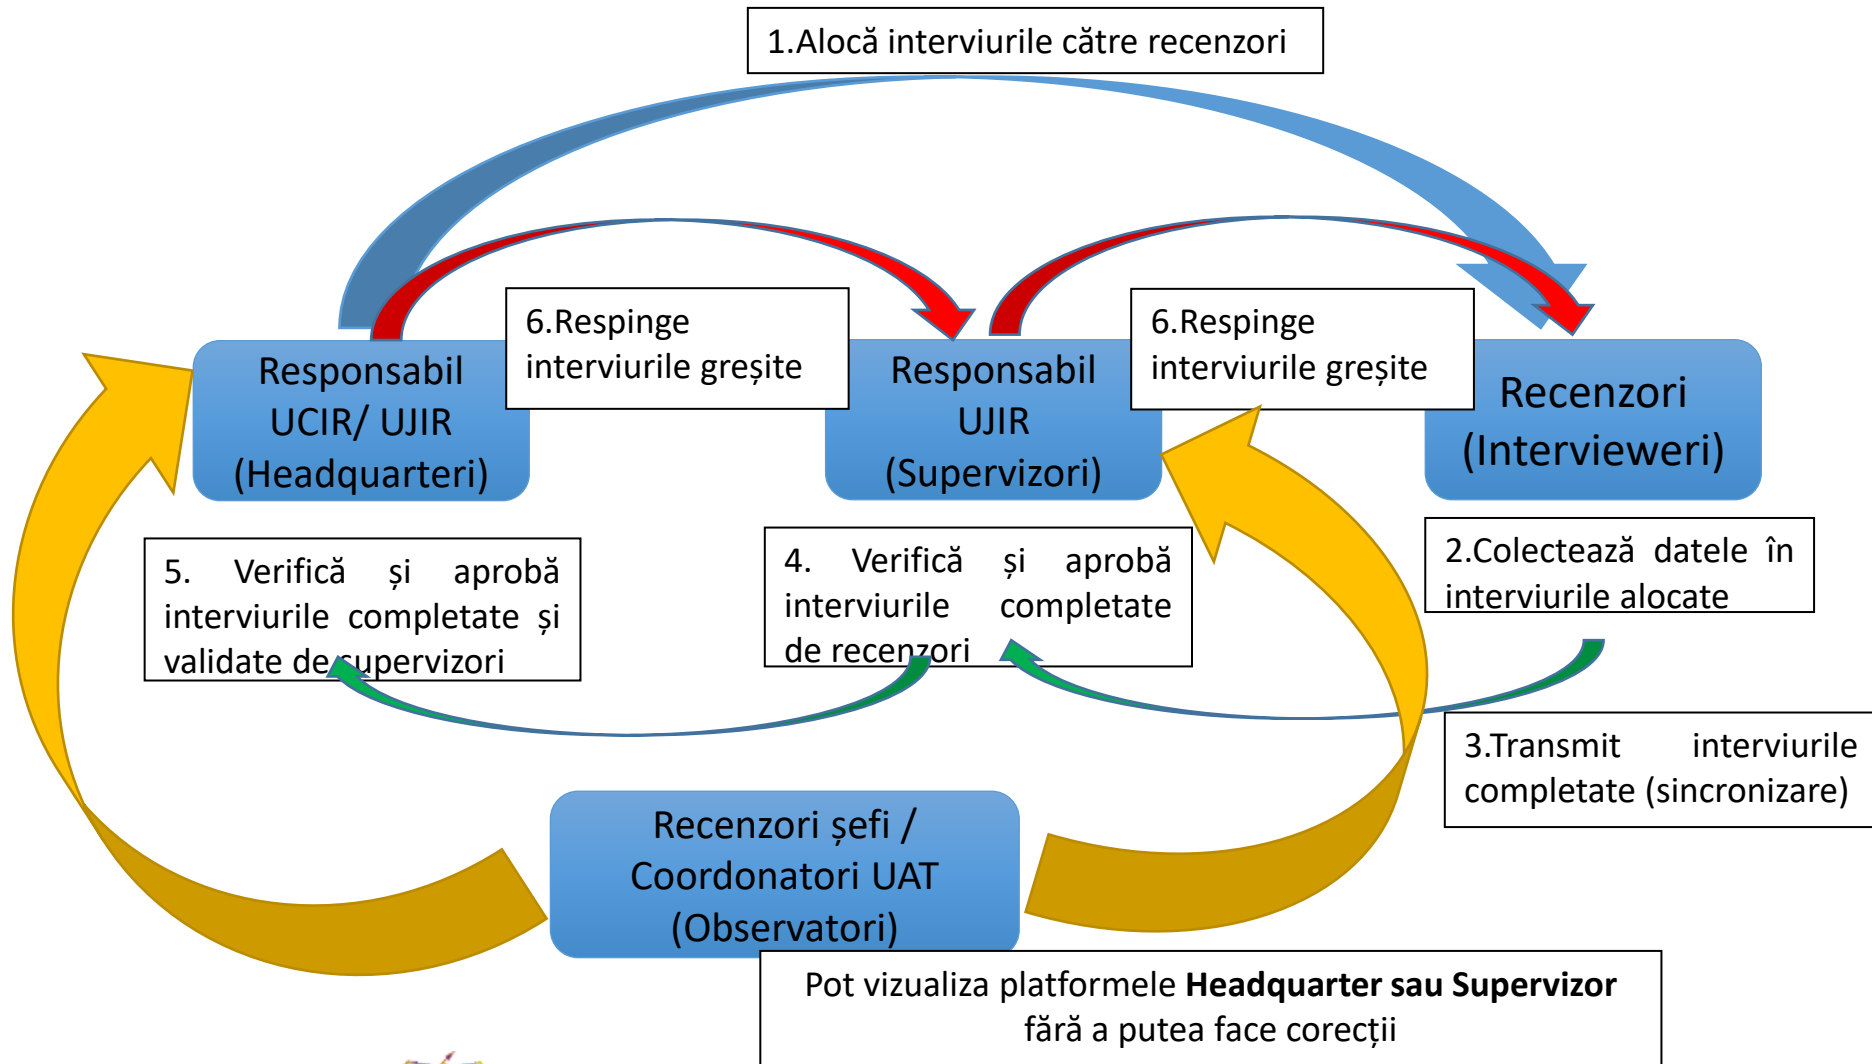 1.Alocă interviurile către recenzori
6.Respinge
interviurile greșite
6.Respinge
interviurile greșite
Responsabil
UCIR/ UJIR
(Headquarteri)
Responsabil
UJIR
(Supervizori)
Recenzori
(Intervieweri)
5. Verifică și aprobă
interviurile completate și
validate de supervizori
4. Verifică și aprobă
interviurile completate
de recenzori
2.Colectează datele în
interviurile alocate
3.Transmit interviurile
completate (sincronizare)
Recenzori șefi /
Coordonatori UAT
(Observatori)
Pot vizualiza platformele Headquarter sau Supervizor
fără a putea face corecții